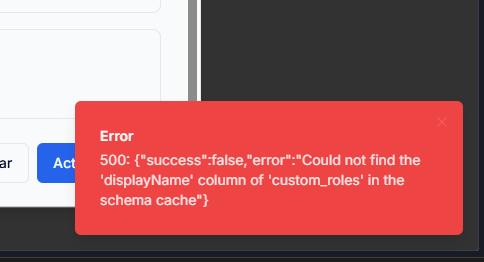 Error
500: {"success":false,"error":"Could not find the
'displayName' column of 'custom_roles' in the
schema cache"}
ar
Act